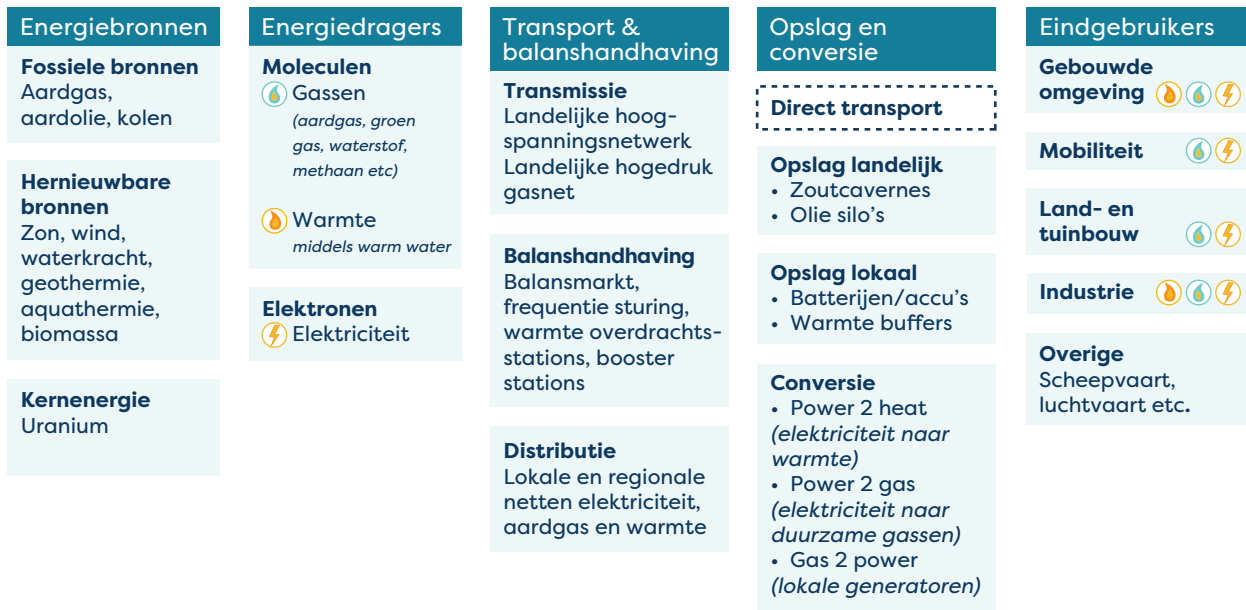 Energiebronnen
Fossiele bronnen
Aardgas,
aardolie, kolen
Hernieuwbare
bronnen
Zon, wind,
waterkracht,
geothermie,
aquathermie,
biomassa
Kernenergie
Uranium
Energiedragers
Moleculen
Gassen
(aardgas, groen
gas, waterstof,
methaan etc)
Warmte
middels warm water
Elektronen
Elektriciteit
Transport &
balanshandhaving
Transmissie
Landelijke hoog-
spanningsnetwerk
Landelijke hogedruk
gasnet
Balanshandhaving
Balansmarkt,
frequentie sturing,
warmte overdrachts-
stations, booster
stations
Distributie
Lokale en regionale
netten elektriciteit,
aardgas en warmte
Opslag en
conversie
Direct transport
Opslag landelijk
• Zoutcavernes
• Olie silo’s
Opslag lokaal
• Batterijen/accu’s
• Warmte buffers
Conversie
• Power 2 heat
(elektriciteit naar
warmte)
• Power 2 gas
(elektriciteit naar
duurzame gassen)
• Gas 2 power
(lokale generatoren)
Eindgebruikers
Gebouwde
omgeving
Mobiliteit
Land- en
tuinbouw
Industrie
Overige
Scheepvaart,
luchtvaart etc.